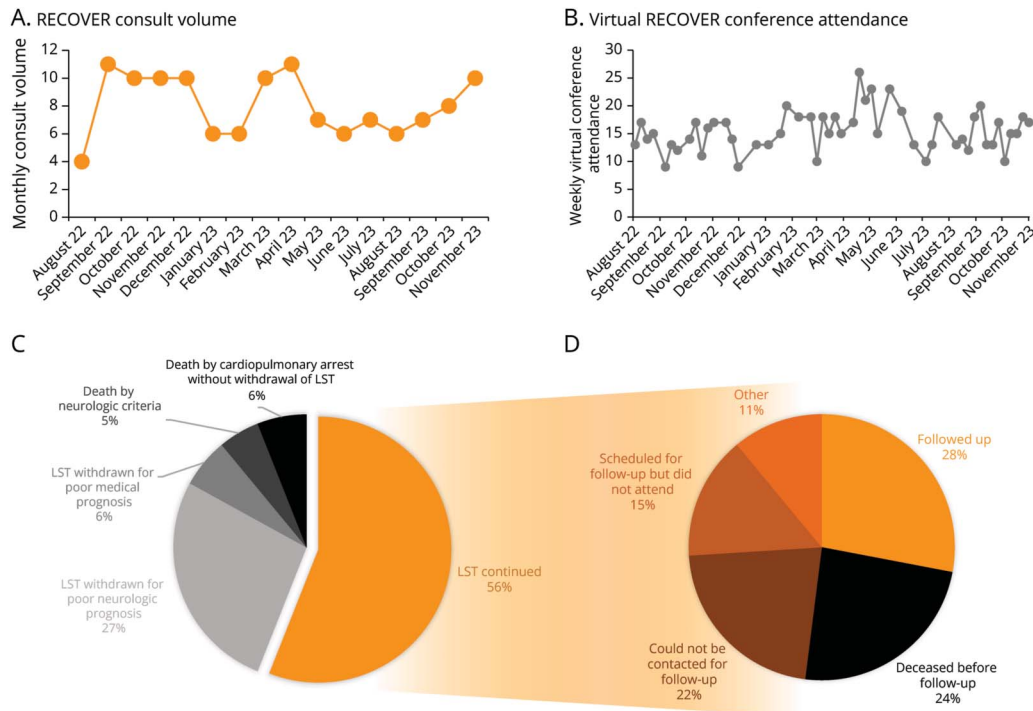 A. RECOVER consult volume
Monthly consult volume
12
10
8
6
4
2
0
August 22
September 22
October 22
November 22
December 22
January 23
February 23
March 23
April 23
May 23
June 23
July 23
August 23
September 23
October 23
November 23
B. Virtual RECOVER conference attendance
Weekly virtual conference
attendance
30
25
20
15
10
5
0
August 22
September 22
October 22
November 22
December 22
January 23
February 23
March 23
April 23
May 23
June 23
July 23
August 23
September 23
October 23
November 23
C
Death by cardiopulmonary arrest
without withdrawal of LST
6%
Death by
neurologic criteria
5%
LST withdrawn for
poor medical
prognosis
6%
LST withdrawn for
poor neurologic
prognosis
27%
LST continued
56%
D
Other
11%
Followed up
28%
Scheduled for
follow-up but did
not attend
15%
Could not be
contacted for
follow-up
22%
Deceased before
follow-up
24%